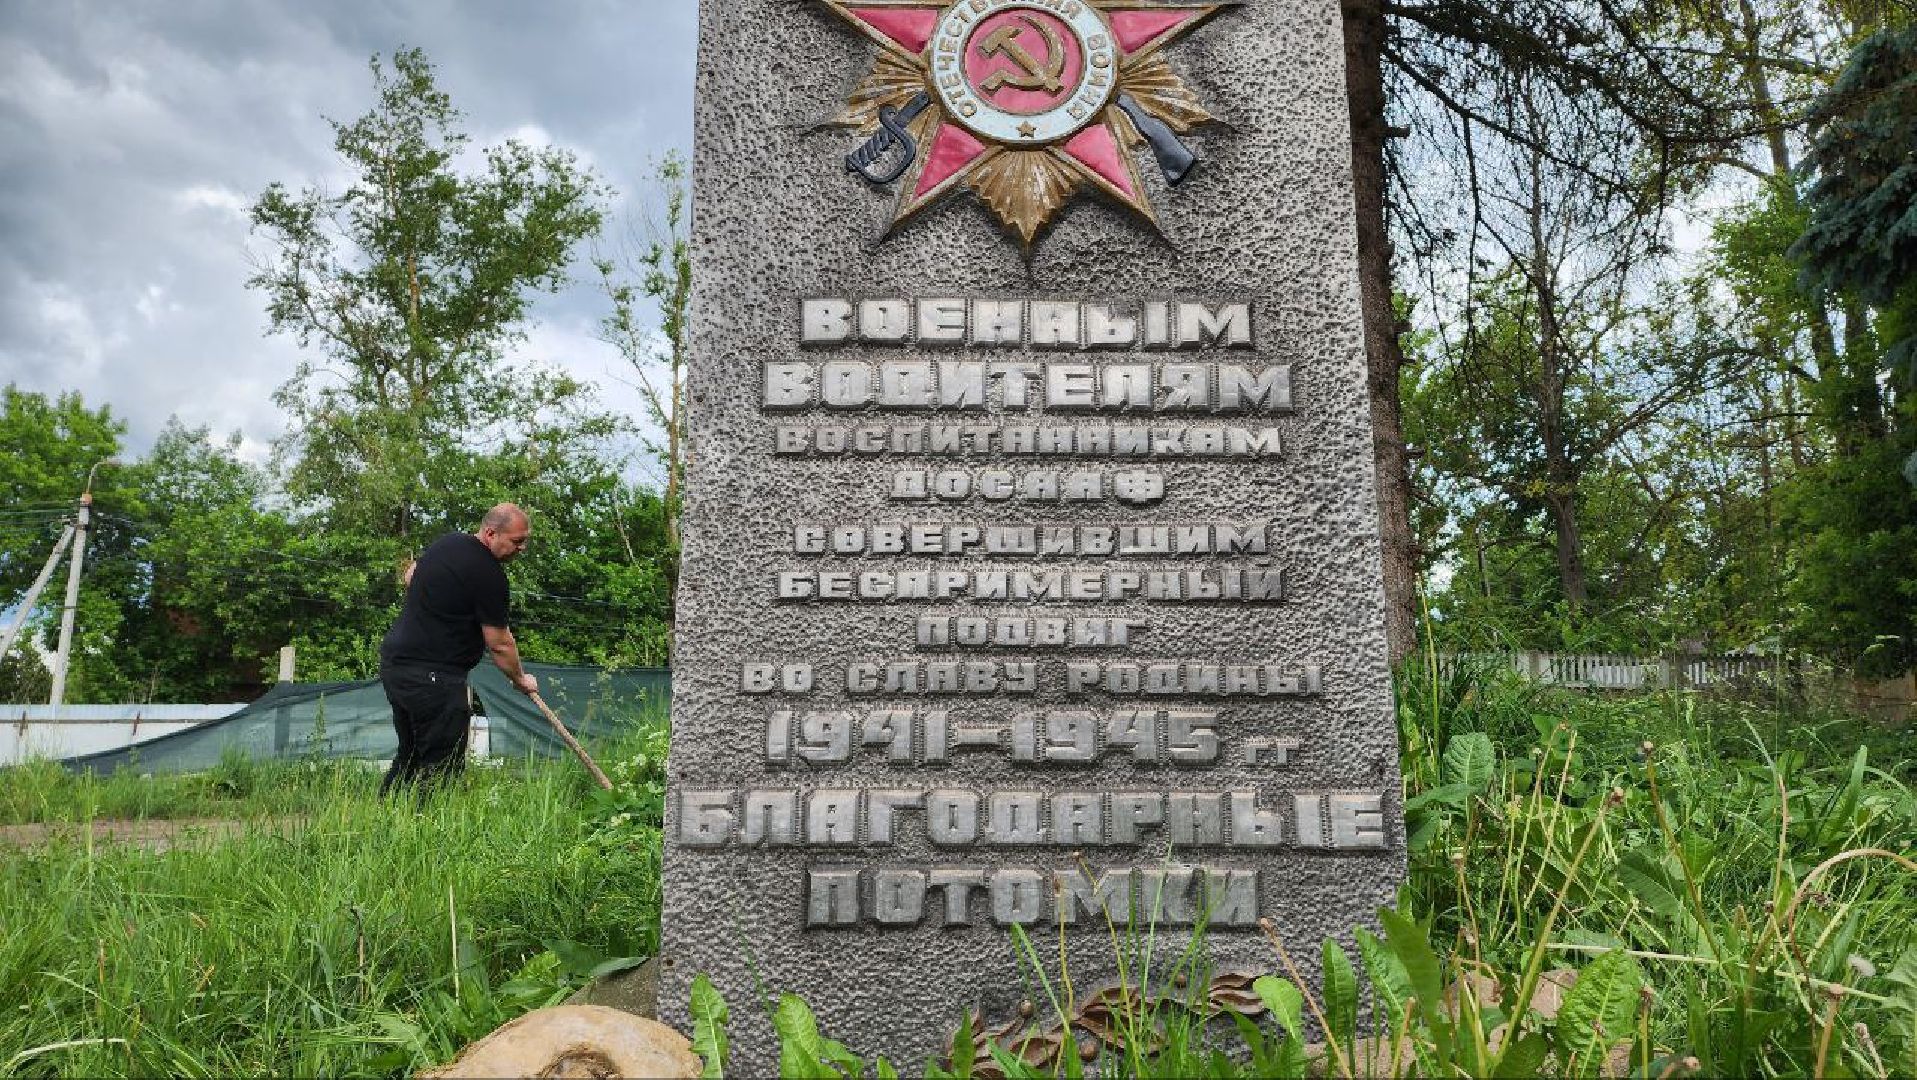 ОТЕЧЕСТВЕННАЯ ВОЙНА
ВОЕННЫМ
ВОДИТЕЛЯМ
ВОСПИТАННИКАМ
ДОСААФ
СОВЕРШИВШИМ
БЕСПРИМЕРНЫЙ
ПОДВИГ
ВО СЛАВУ РОДИНЫ
1941-1945 гг
БЛАГОДАРНЫЕ
ПОТОМКИ